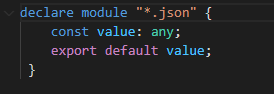 declare module "*.json" {
    const value: any;
    export default value;
}